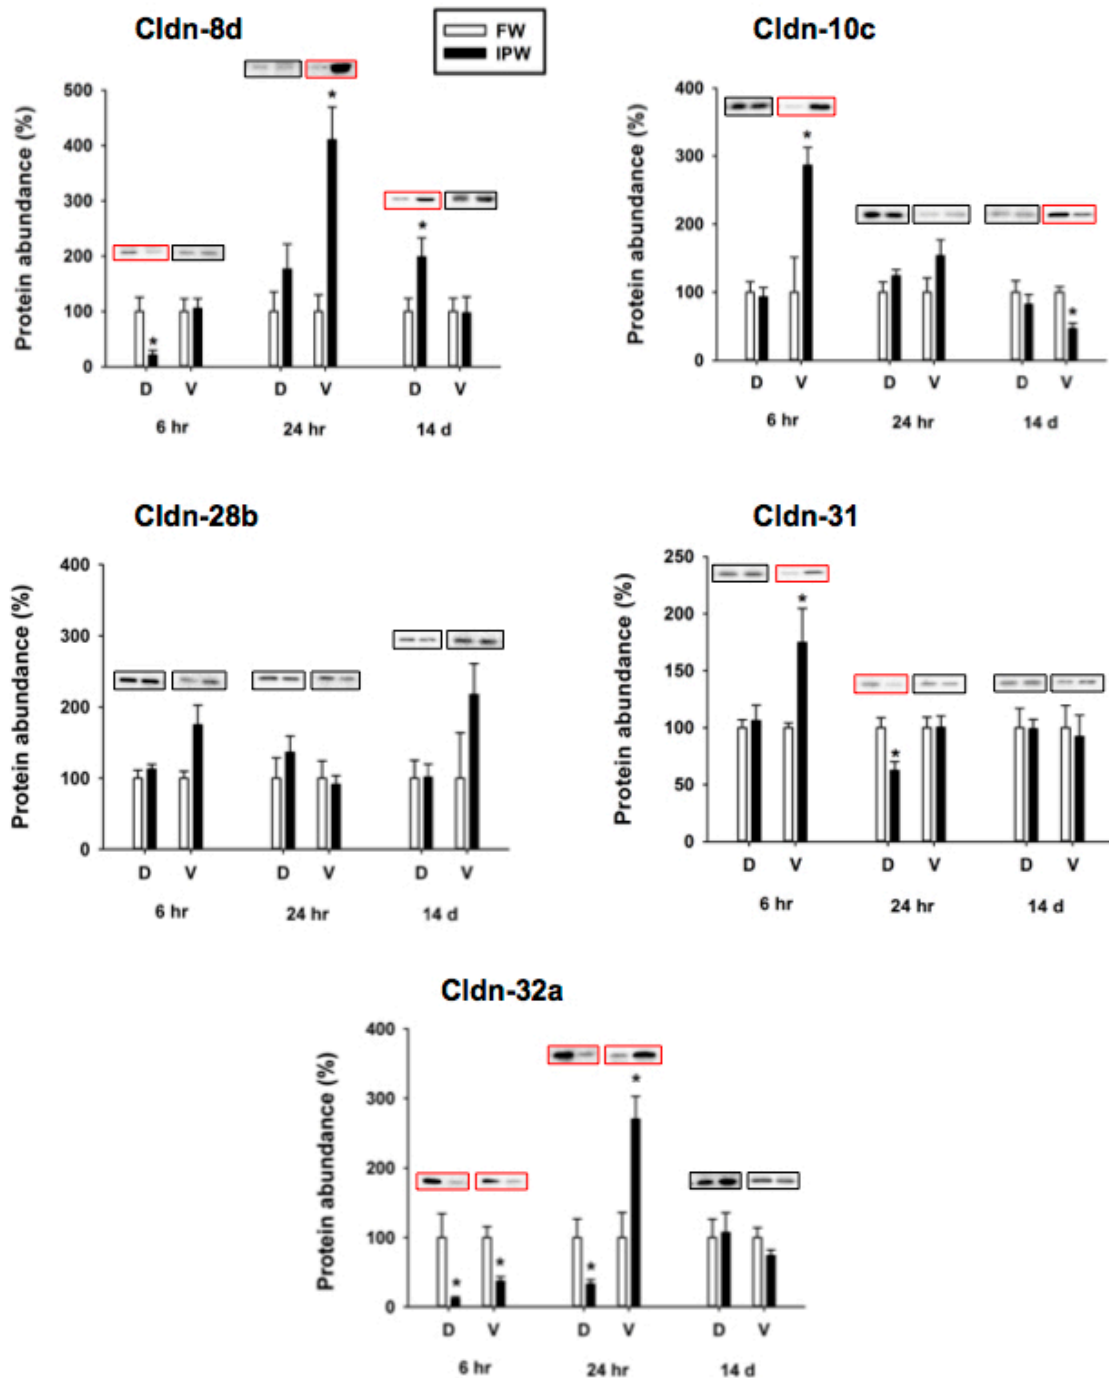 Cldn-8d
FW
IPW
Cldn-10c
Protein abundance (%)
500
400
300
200
100
0
*
*
*
D V D V D V
6 hr 24 hr 14 d
Protein abundance (%)
400
300
200
100
0
*
*
D V D V D V
6 hr 24 hr 14 d
Cldn-28b
Cldn-31
Protein abundance (%)
400
300
200
100
0
D V D V D V
6 hr 24 hr 14 d
Protein abundance (%)
250
200
150
100
50
0
*
*
D V D V D V
6 hr 24 hr 14 d
Cldn-32a
Protein abundance (%)
400
300
200
100
0
*
*
*
*
D V D V D V
6 hr 24 hr 14 d